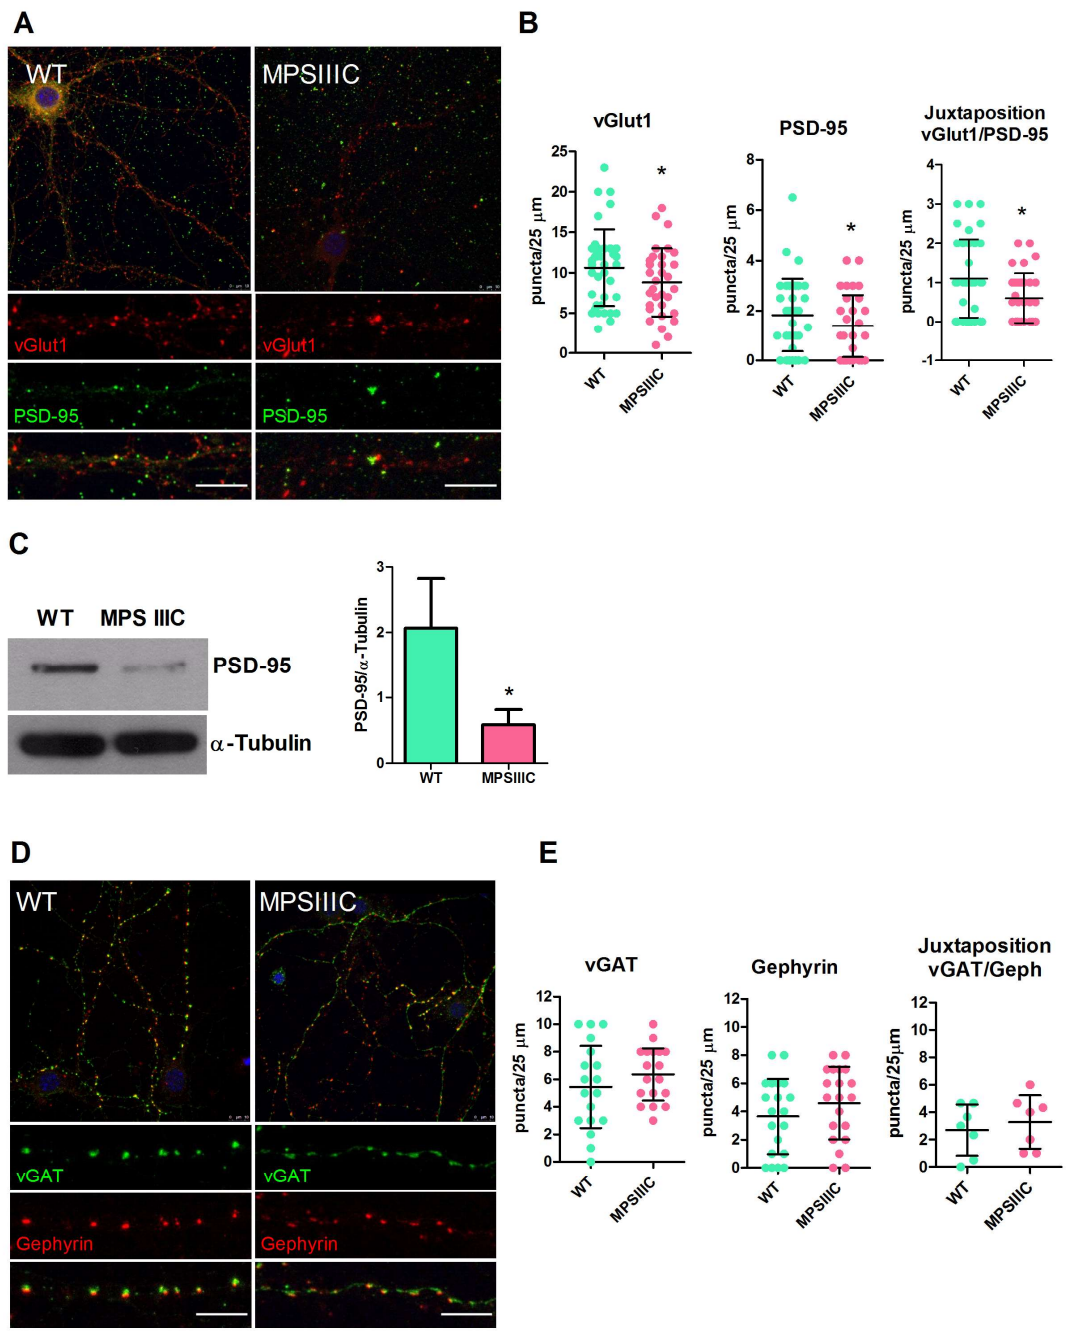 A
WT
MPSIIIC
vGlut1
vGlut1
PSD-95
PSD-95
B
vGlut1
puncta/25 μm
25
20
15
10
5
0
*
WT
MPSIIIC
PSD-95
puncta/25 μm
8
6
4
2
0
*
WT
MPSIIIC
Juxtaposition
vGlut1/PSD-95
puncta/25 μm
4
3
2
1
0
-1
*
WT
MPSIIIC
C
WT
MPS IIIC
PSD-95
α-Tubulin
PSD-95/α-Tubulin
3
2
1
0
*
WT
MPSIIIC
D
WT
MPSIIIC
vGAT
vGAT
Gephyrin
Gephyrin
E
vGAT
puncta/25 μm
12
10
8
6
4
2
0
WT
MPSIIIC
Gephyrin
puncta/25 μm
12
10
8
6
4
2
0
WT
MPSIIIC
Juxtaposition
vGAT/Geph
puncta/25μm
12
10
8
6
4
2
0
WT
MPSIIIC